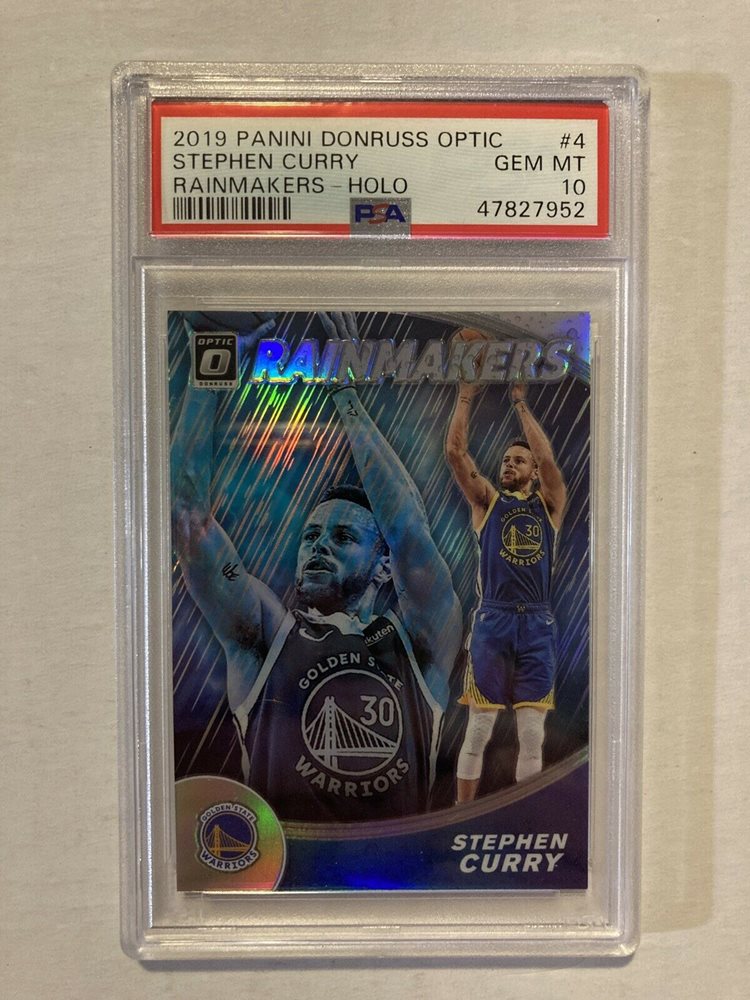 2019 PANINI DONRUSS OPTIC #4
STEPHEN CURRY GEM MT
RAINMAKERS - HOLO 10
PSA 47827952
OPTIC
DONRUSS
RAINMAKERS
GOLDEN STATE
30
WARRIORS
Rakuten
GOLDEN STATE
30
WARRIORS
GOLDEN STATE
WARRIORS
STEPHEN
CURRY